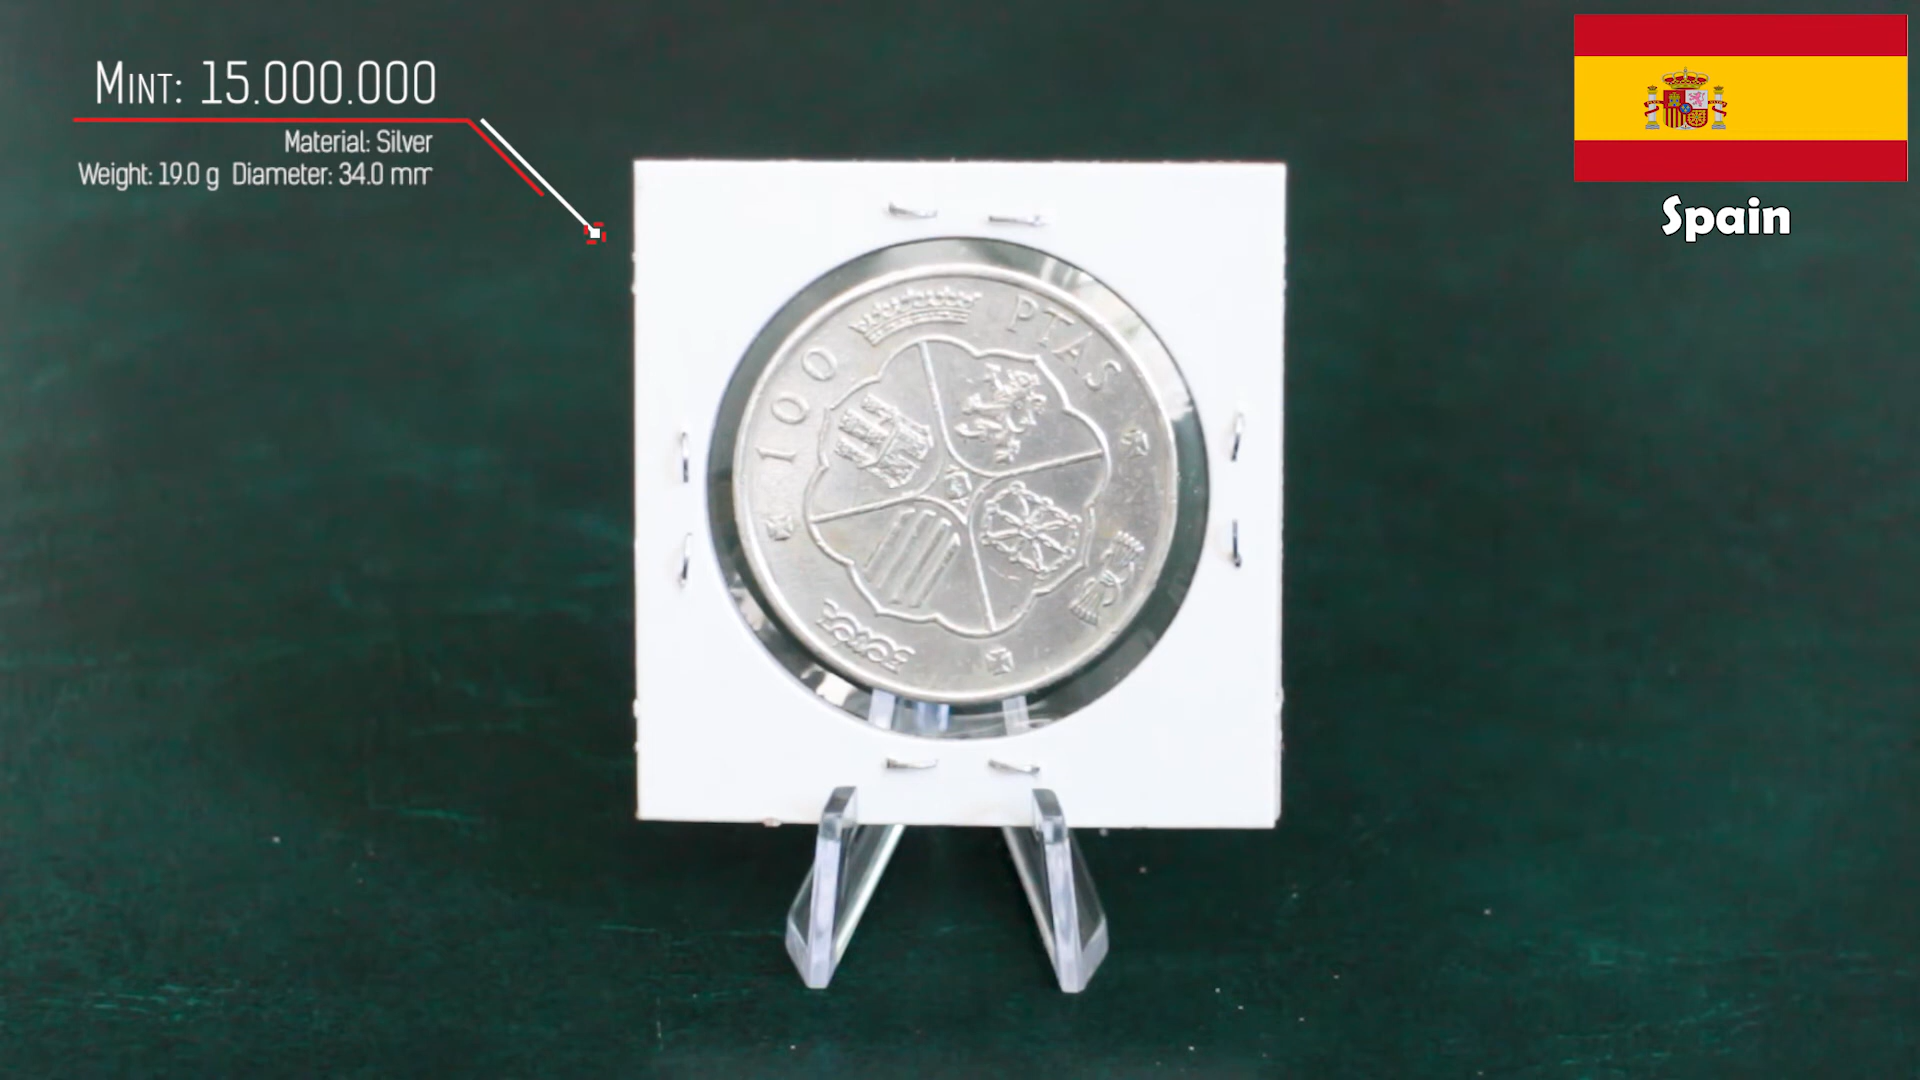 Mint: 15.000.000
Material: Silver
Weight: 19.0 g Diameter: 34.0 mm
Spain
100 PTAS